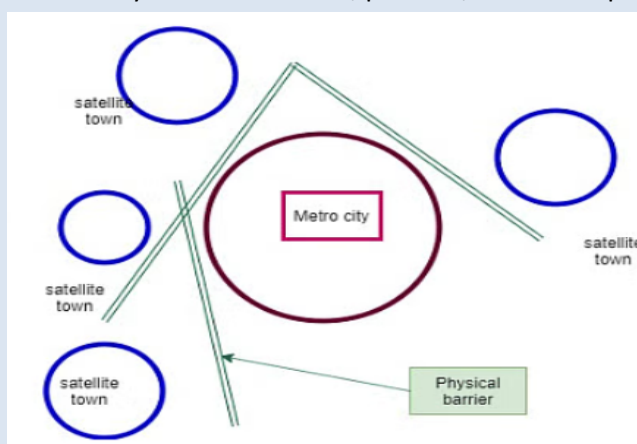 satellite
town
Metro city
satellite
town
satellite
town
satellite
town
Physical
barrier